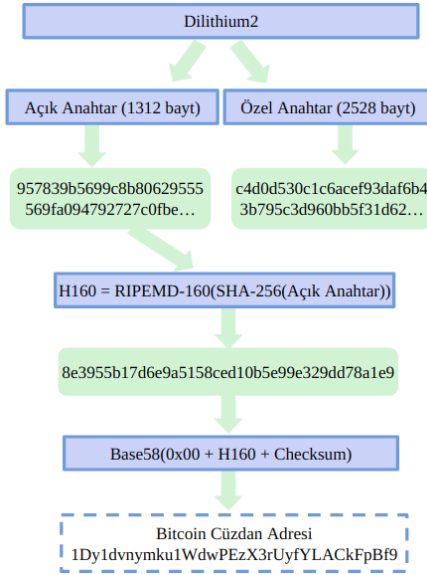 Dilithium2
Açık Anahtar (1312 bayt)
Özel Anahtar (2528 bayt)
957839b5699c8b80629555
569fa094792727c0fbe…
c4d0d530c1c6acef93daf6b4
3b795c3d960bb5f31d62…
H160 = RIPEMD-160(SHA-256(Açık Anahtar))
8e3955b17d6e9a5158ced10b5e99e329dd78a1e9
Base58(0x00 + H160 + Checksum)
Bitcoin Cüzdan Adresi
1Dy1dvnymku1WdwPEzX3rUyfYLACkFpBf9